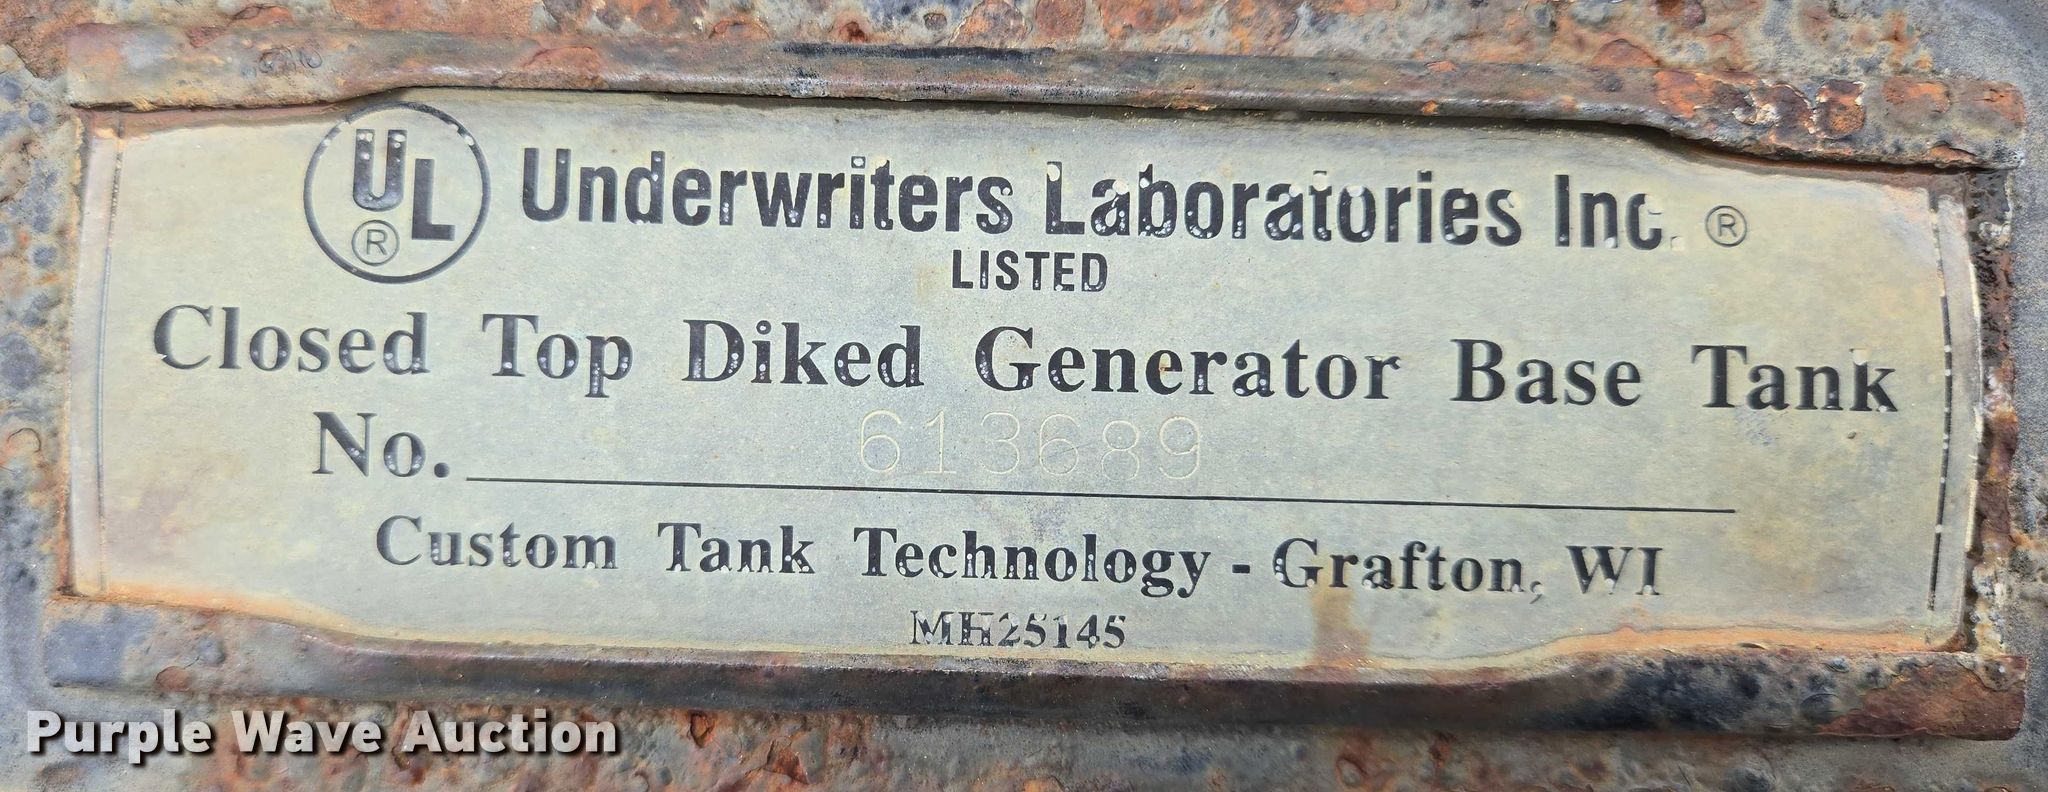 UL® Underwriters Laboratories Inc. ®
LISTED
Closed Top Diked Generator Base Tank
No. 613689
Custom Tank Technology - Grafton, WI
MH25145
Purple Wave Auction